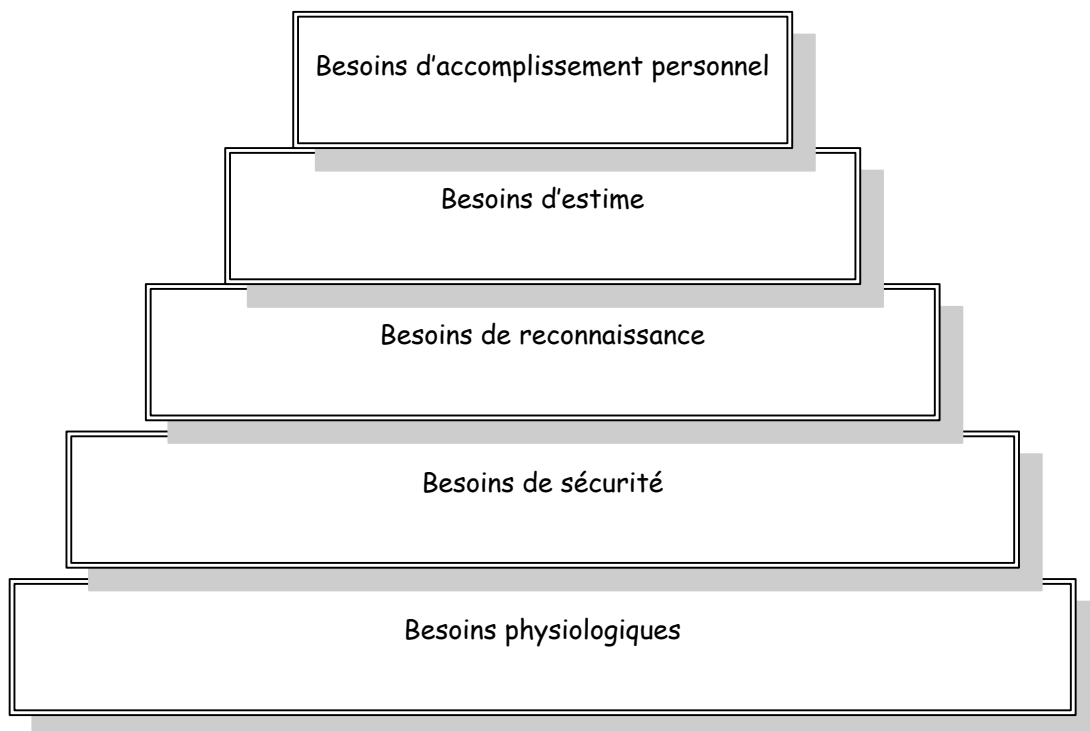 Besoins d'accomplissement personnel
Besoins d'estime
Besoins de reconnaissance
Besoins de sécurité
Besoins physiologiques